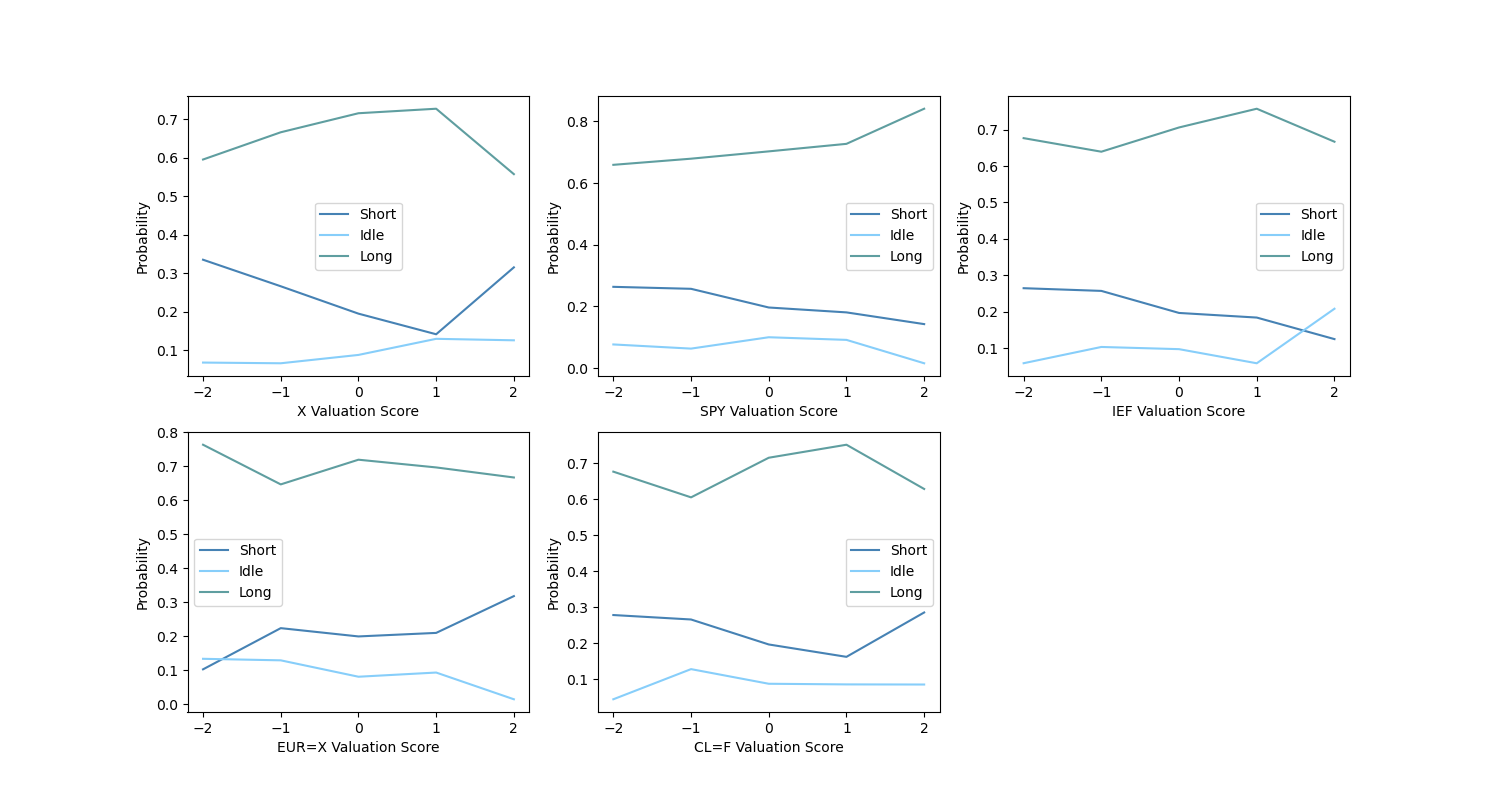 0.7
0.6
0.5
0.4
0.3
0.2
0.1
Probability
Short
Idle
Long
−2 −1 0 1 2
X Valuation Score
0.8
0.6
0.4
0.2
0.0
Probability
Short
Idle
Long
−2 −1 0 1 2
SPY Valuation Score
0.7
0.6
0.5
0.4
0.3
0.2
0.1
Probability
Short
Idle
Long
−2 −1 0 1 2
IEF Valuation Score
0.8
0.7
0.6
0.5
0.4
0.3
0.2
0.1
0.0
Probability
Short
Idle
Long
−2 −1 0 1 2
EUR=X Valuation Score
0.7
0.6
0.5
0.4
0.3
0.2
0.1
Probability
Short
Idle
Long
−2 −1 0 1 2
CL=F Valuation Score